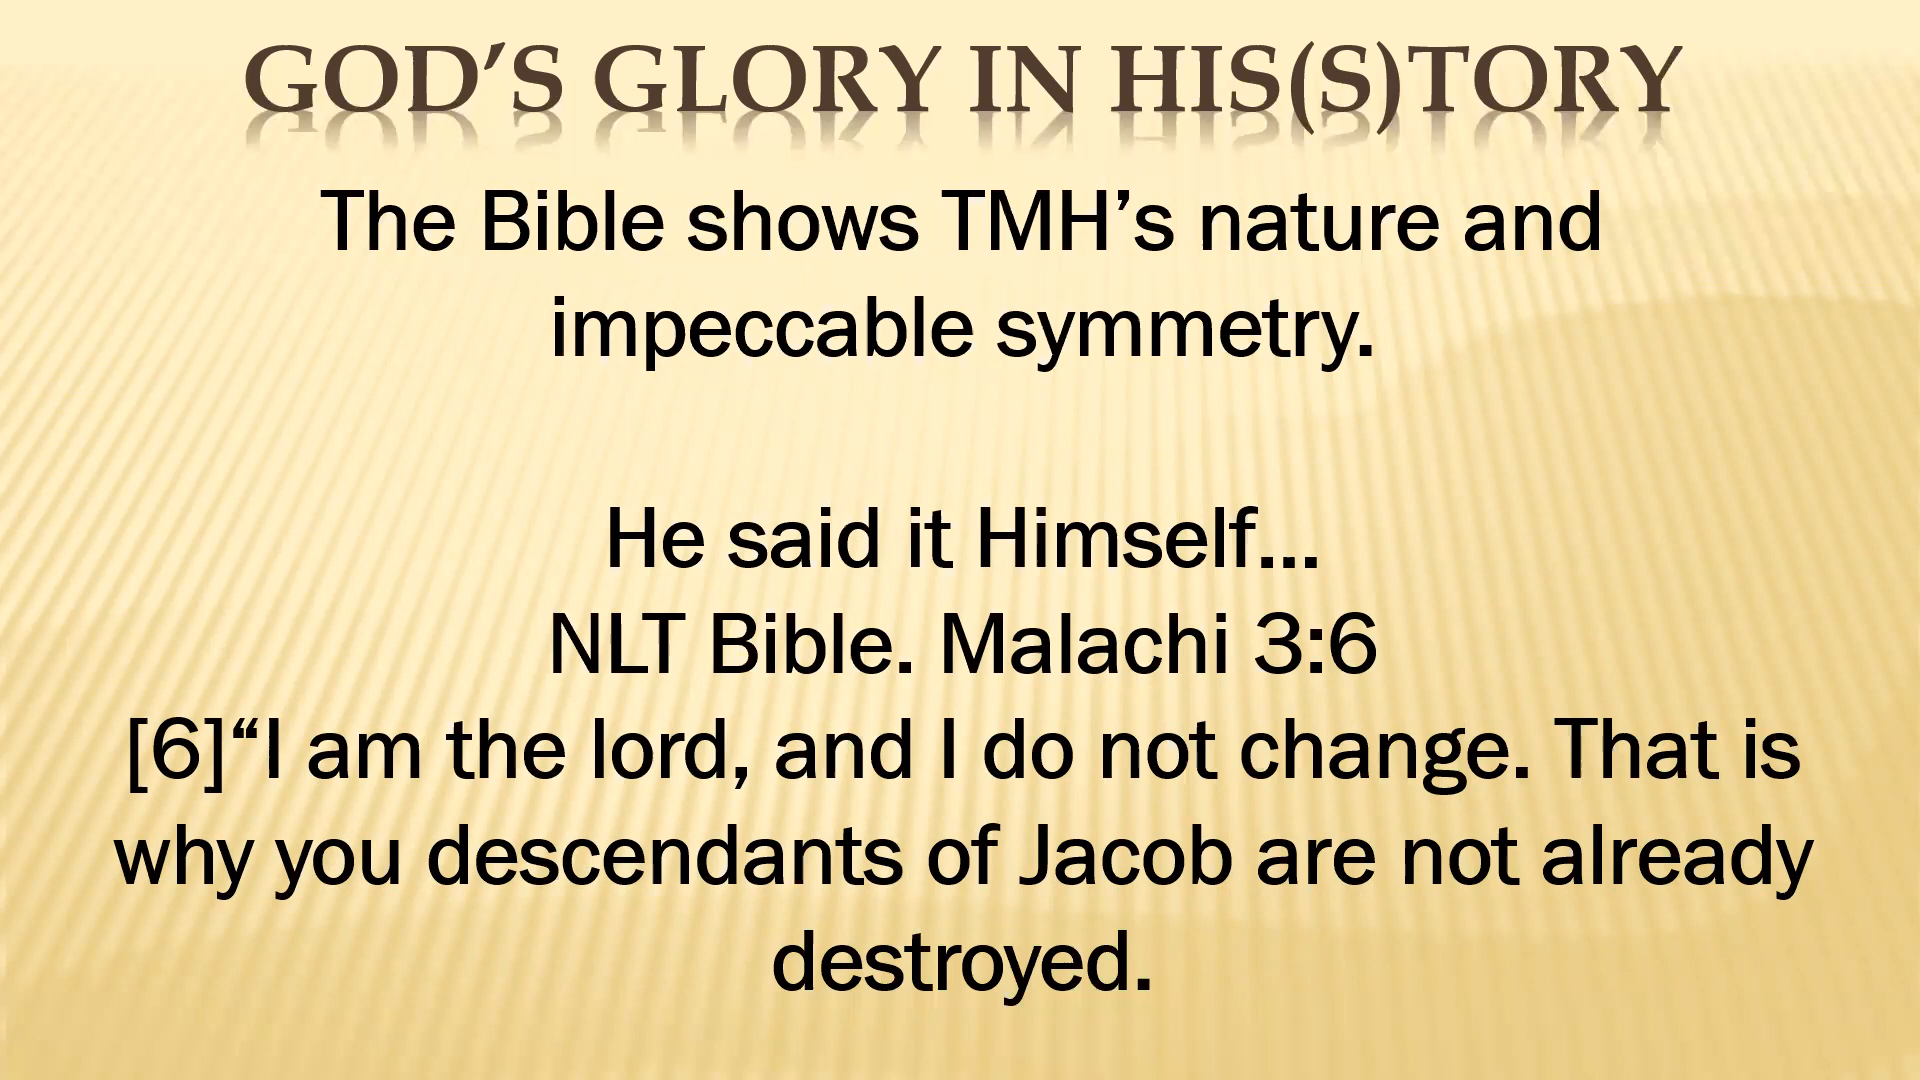 GOD’S GLORY IN HIS(S)TORY
The Bible shows TMH’s nature and
impeccable symmetry.
He said it Himself...
NLT Bible. Malachi 3:6
[6]“I am the lord, and I do not change. That is
why you descendants of Jacob are not already
destroyed.